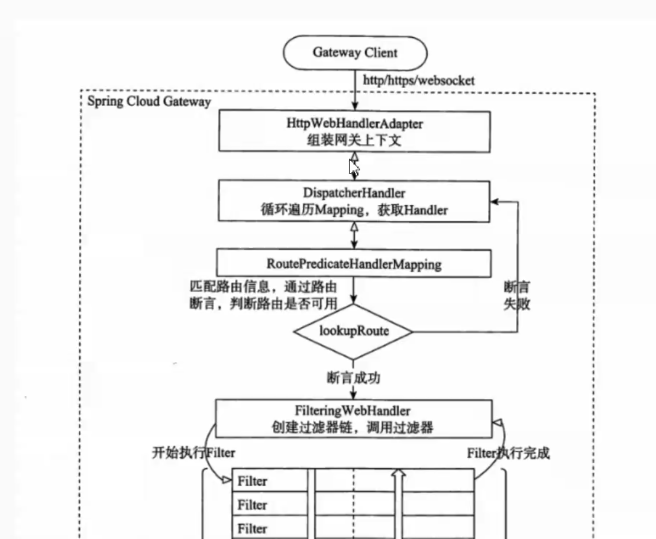 Gateway Client
http/https/websocket
Spring Cloud Gateway
HttpWebHandlerAdapter
组装网关上下文
DispatcherHandler
循环遍历Mapping，获取Handler
RoutePredicateHandlerMapping
匹配路由信息，通过路由
断言，判断路由是否可用
断言
失败
lookupRoute
断言成功
FilteringWebHandler
创建过滤器链，调用过滤器
开始执行Filter
Filter执行完成
Filter
Filter
Filter